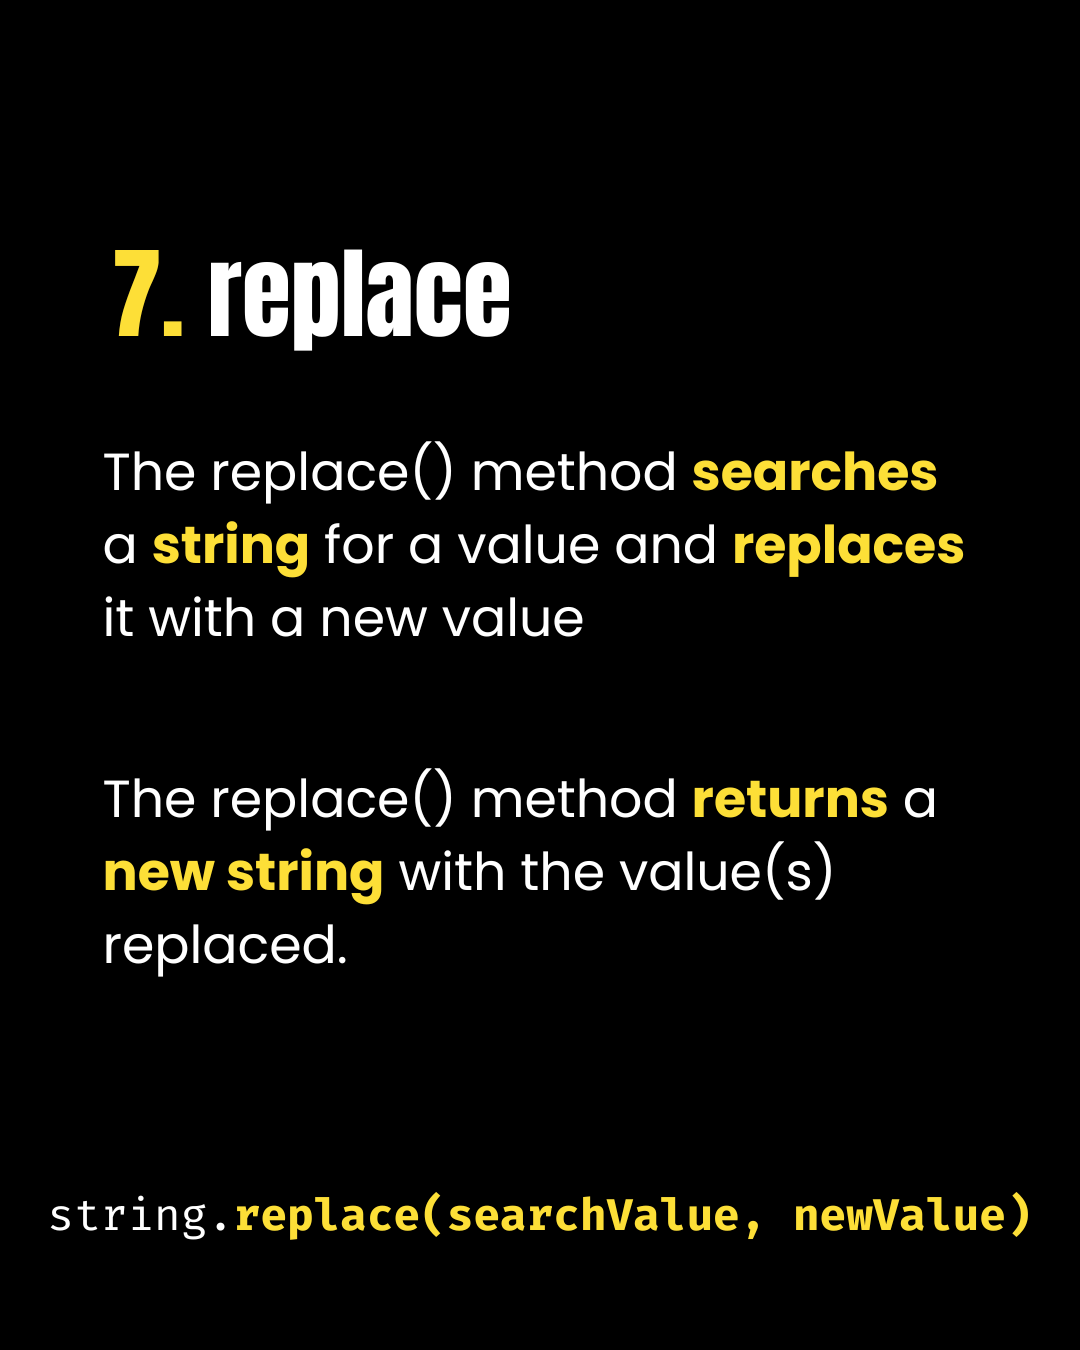 7. replace
The replace() method searches
a string for a value and replaces
it with a new value
The replace() method returns a
new string with the value(s)
replaced.
string.replace(searchValue, newValue)